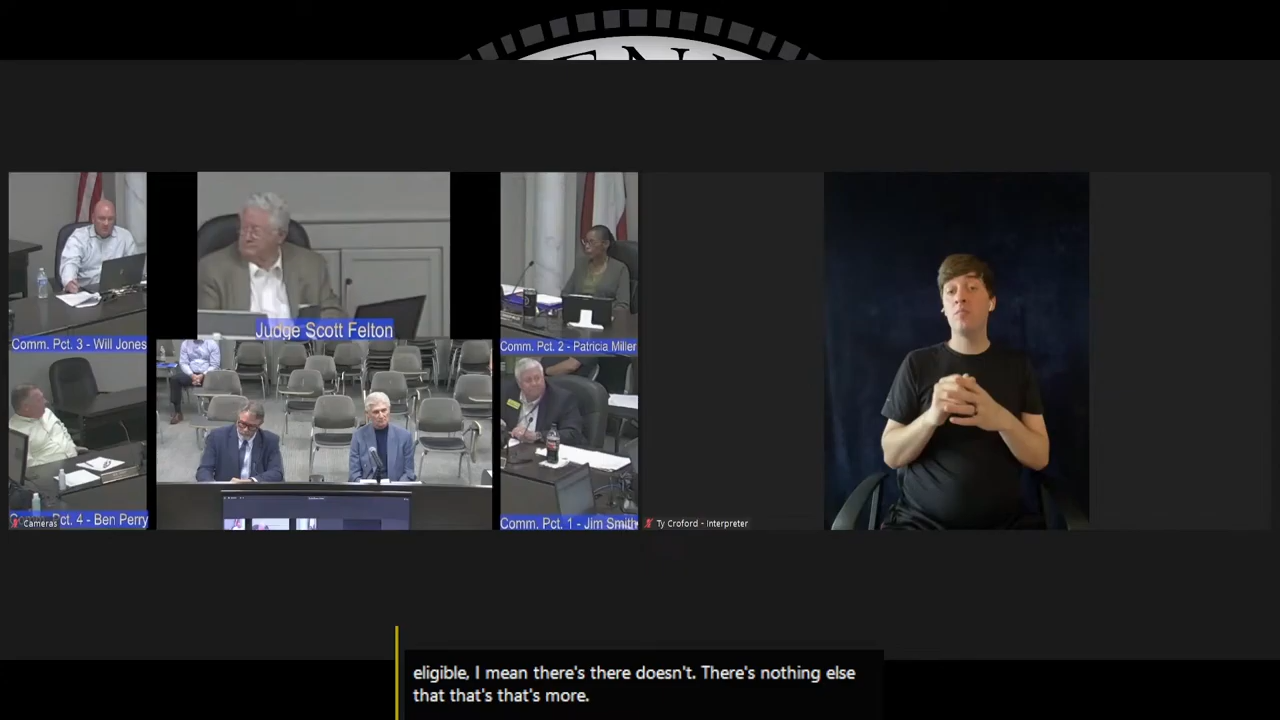 Comm. Pct. 3 - Will Jones
Judge Scott Felton
Comm. Pct. 2 - Patricia Miller
Pct. 4 - Ben Perry
Cameras
Comm. Pct. 1 - Jim Smith
Ty Croford - Interpreter
eligible, I mean there's there doesn't. There's nothing else
that that's that's more.